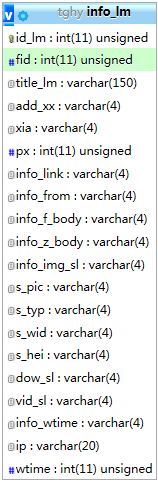 v tghy info_lm
id_lm : int(11) unsigned
# fid : int(11) unsigned
title_lm : varchar(150)
add_xx : varchar(4)
xia : varchar(4)
# px : int(11) unsigned
info_link : varchar(4)
info_from : varchar(4)
info_f_body : varchar(4)
info_z_body : varchar(4)
info_img_sl : varchar(4)
s_pic : varchar(4)
s_typ : varchar(4)
s_wid : varchar(4)
s_hei : varchar(4)
dow_sl : varchar(4)
vid_sl : varchar(4)
info_wtime : varchar(4)
ip : varchar(20)
# wtime : int(11) unsigned